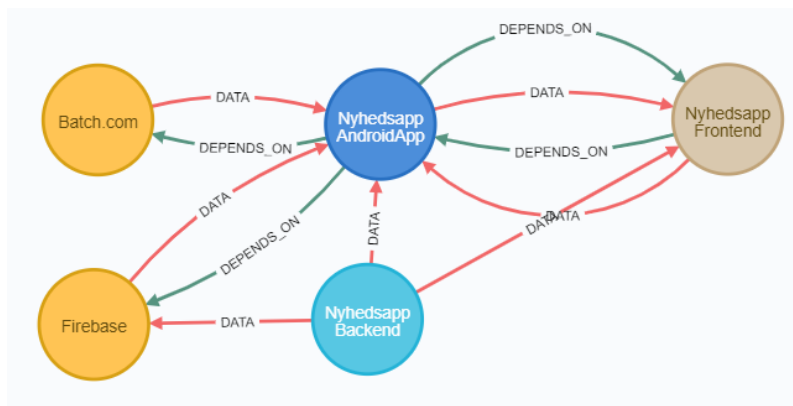 DEPENDS_ON
DATA
DATA
Batch.com
Nyhedsapp
AndroidApp
Nyhedsapp
Frontend
DEPENDS_ON
DEPENDS_ON
DATA
DATA
DATA
DATA
DEPENDS_ON
Firebase
DATA
Nyhedsapp
Backend